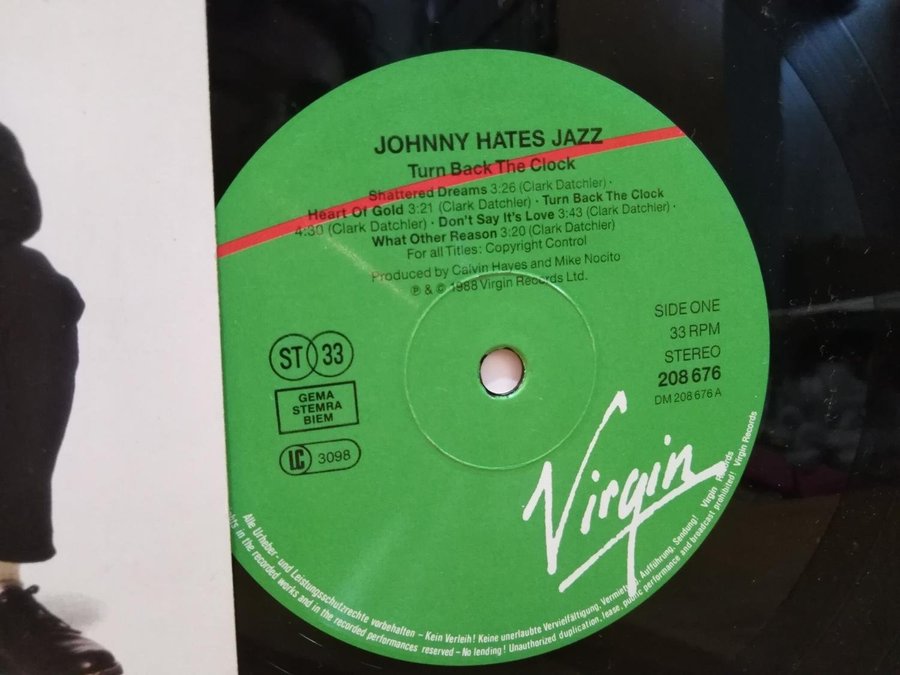 JOHNNY HATES JAZZ
Turn Back The Clock
Shattered Dreams 3:26 (Clark Datchler) ·
Heart Of Gold 3:21 (Clark Datchler) · Turn Back The Clock
4:30 (Clark Datchler) · Don't Say It's Love 3:43 (Clark Datchler) ·
What Other Reason 3:20 (Clark Datchler)
For all Titles: Copyright Control
Produced by Calvin Hayes and Mike Nocito
℗ & © 1988 Virgin Records Ltd.
SIDE ONE
33 RPM
STEREO
208 676
DM 208 676 A
ST 33
GEMA
STEMRA
BIEM
LC 3098
Virgin
Alle Urheber- und Leistungsschutzrechte vorbehalten – Kein Verleih! Keine unerlaubte Vervielfältigung, Vermietung, Aufführung, Sendung! Virgin Records
in the recorded works and in the recorded performances reserved – No lending! Unauthorized duplication, lease, public performance and broadcast prohibited! Virgin Records